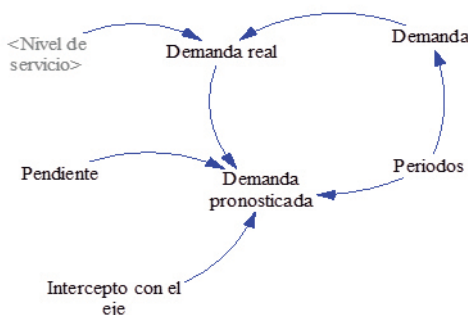 <Nivel de
servicio>
Demanda real
Demanda
Pendiente
Demanda
pronosticada
Periodos
Intercepto con el
eje